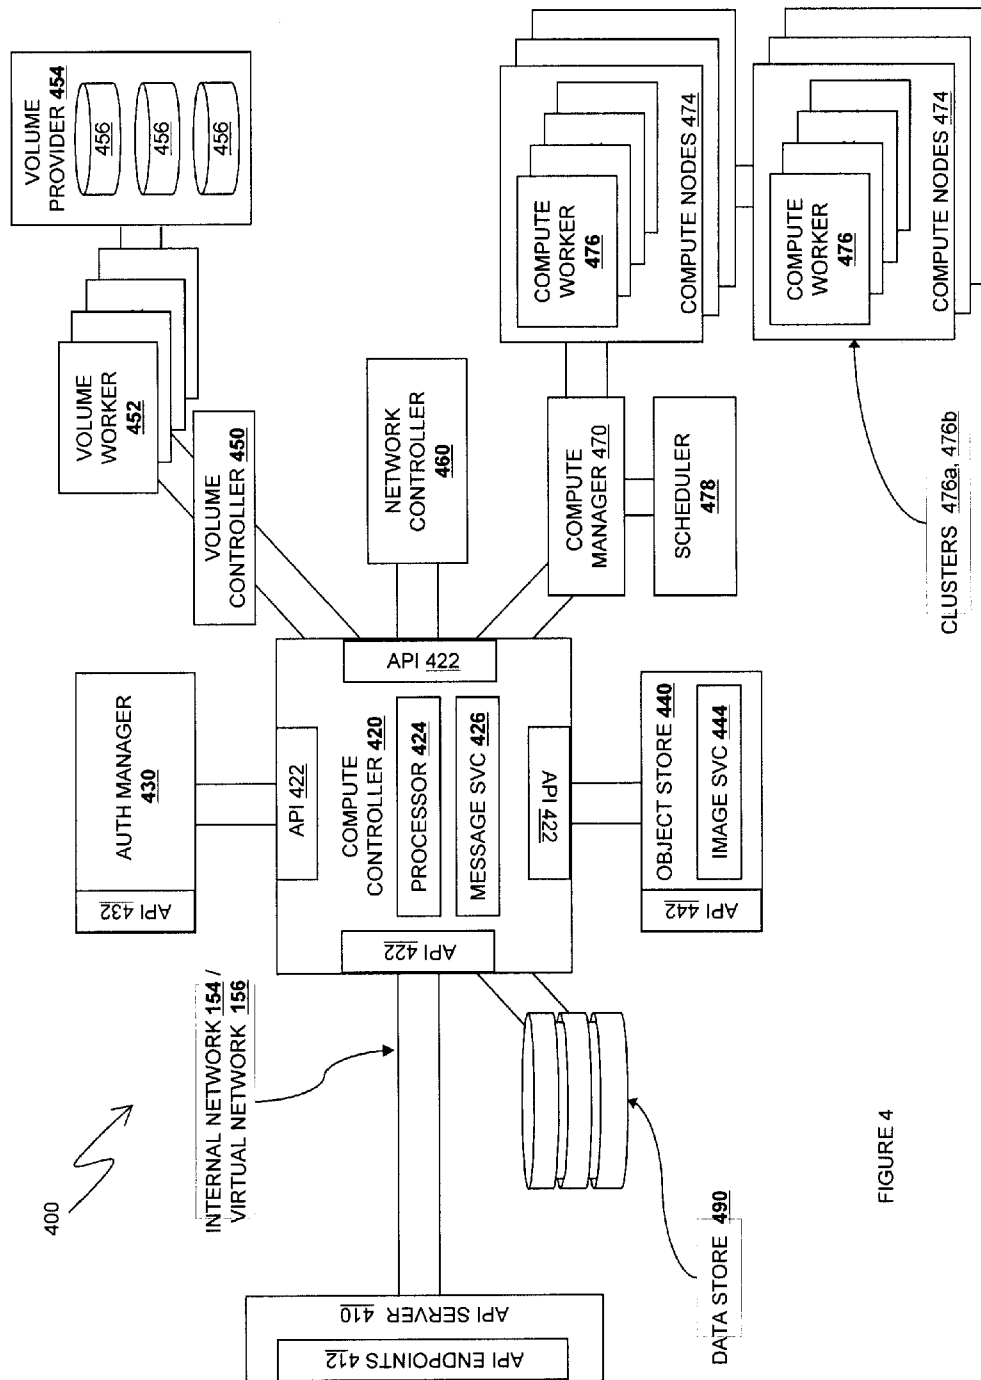 400
INTERNAL NETWORK 154 /
VIRTUAL NETWORK 156
API ENDPOINTS 412
API SERVER 410
DATA STORE 490
API 432
AUTH MANAGER
430
API 422
API 422
COMPUTE
CONTROLLER 420
PROCESSOR 424
MESSAGE SVC 426
API 422
API 422
API 442
OBJECT STORE 440
IMAGE SVC 444
VOLUME
CONTROLLER 450
VOLUME
WORKER
452
VOLUME
PROVIDER 454
456
456
456
NETWORK
CONTROLLER
460
COMPUTE
MANAGER 470
SCHEDULER
478
COMPUTE
WORKER
476
COMPUTE NODES 474
COMPUTE
WORKER
476
COMPUTE NODES 474
CLUSTERS 476a, 476b
FIGURE 4